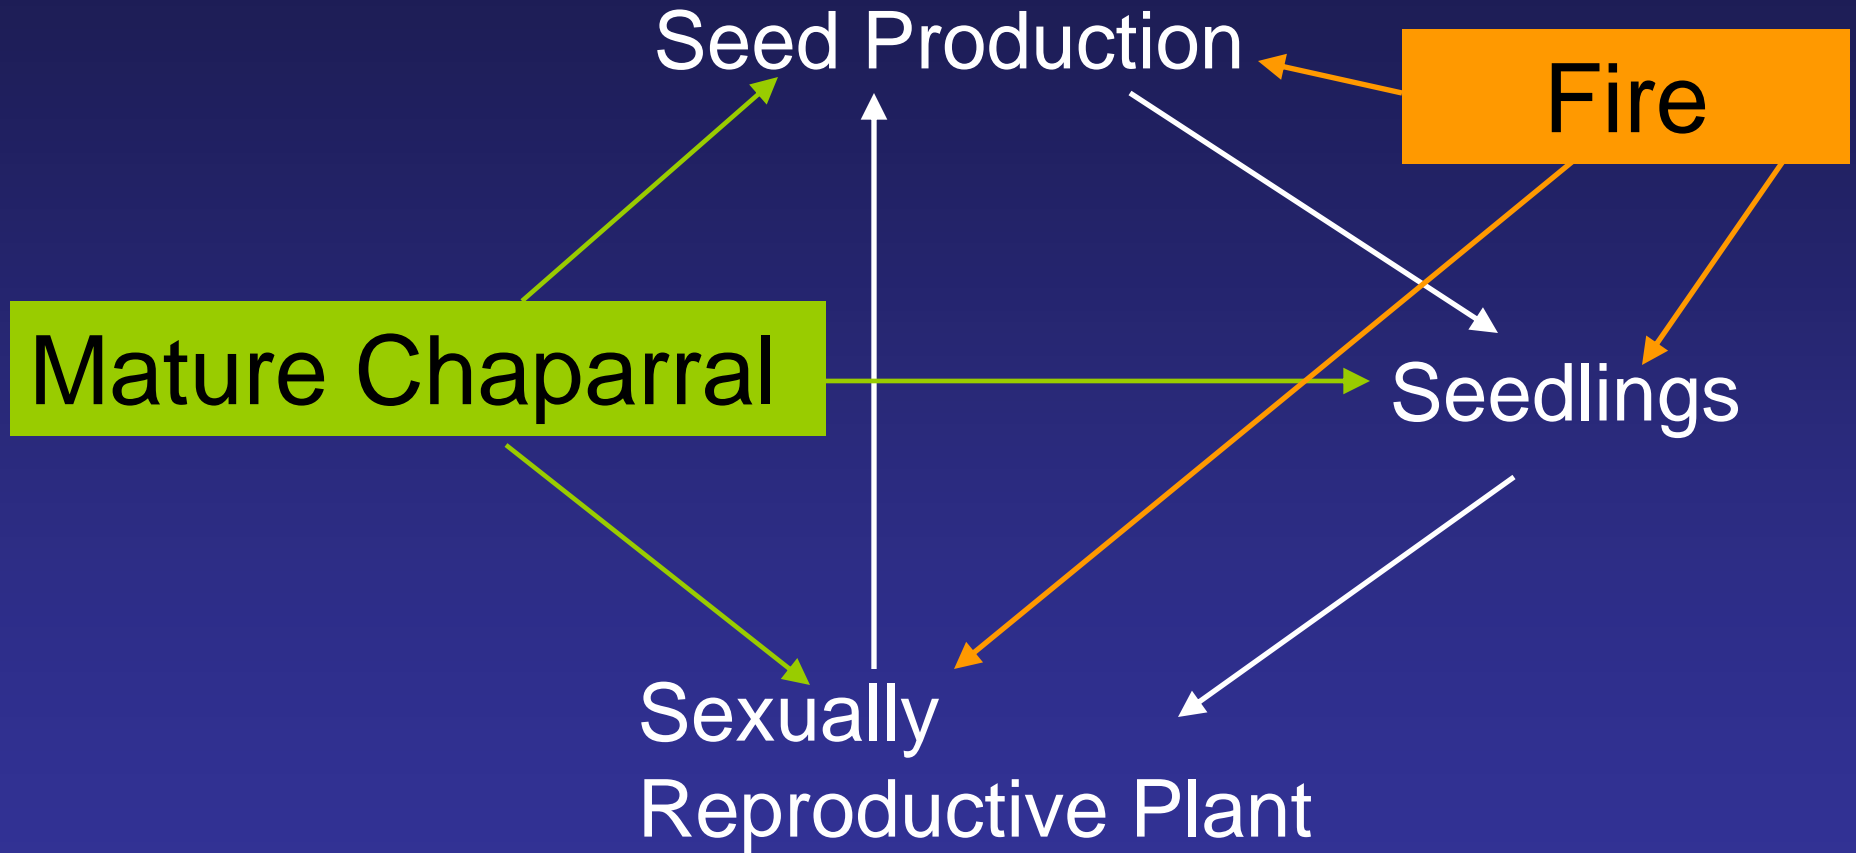 Seed Production
Fire
Mature Chaparral
Seedlings
Sexually
Reproductive Plant